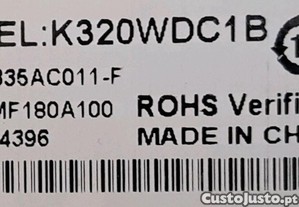 EL:K320WDC1B
335AC011-F
MF180A100 ROHS Verifi
4396 MADE IN CH
CustoJusto.pt